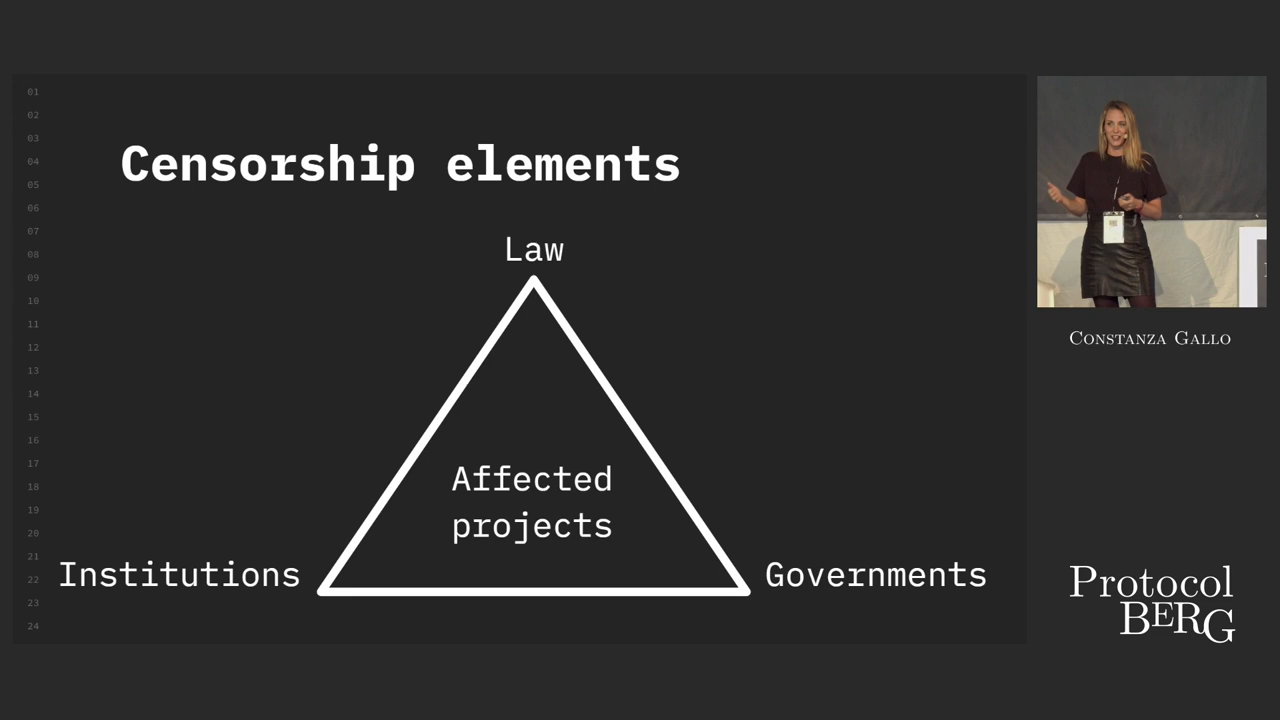 01
02
03
04
05
06
07
08
09
10
11
12
13
14
15
16
17
18
19
20
21
22
23
24
Censorship elements
Law
Affected
projects
Institutions
Governments
Constanza Gallo
Protocol
BERG